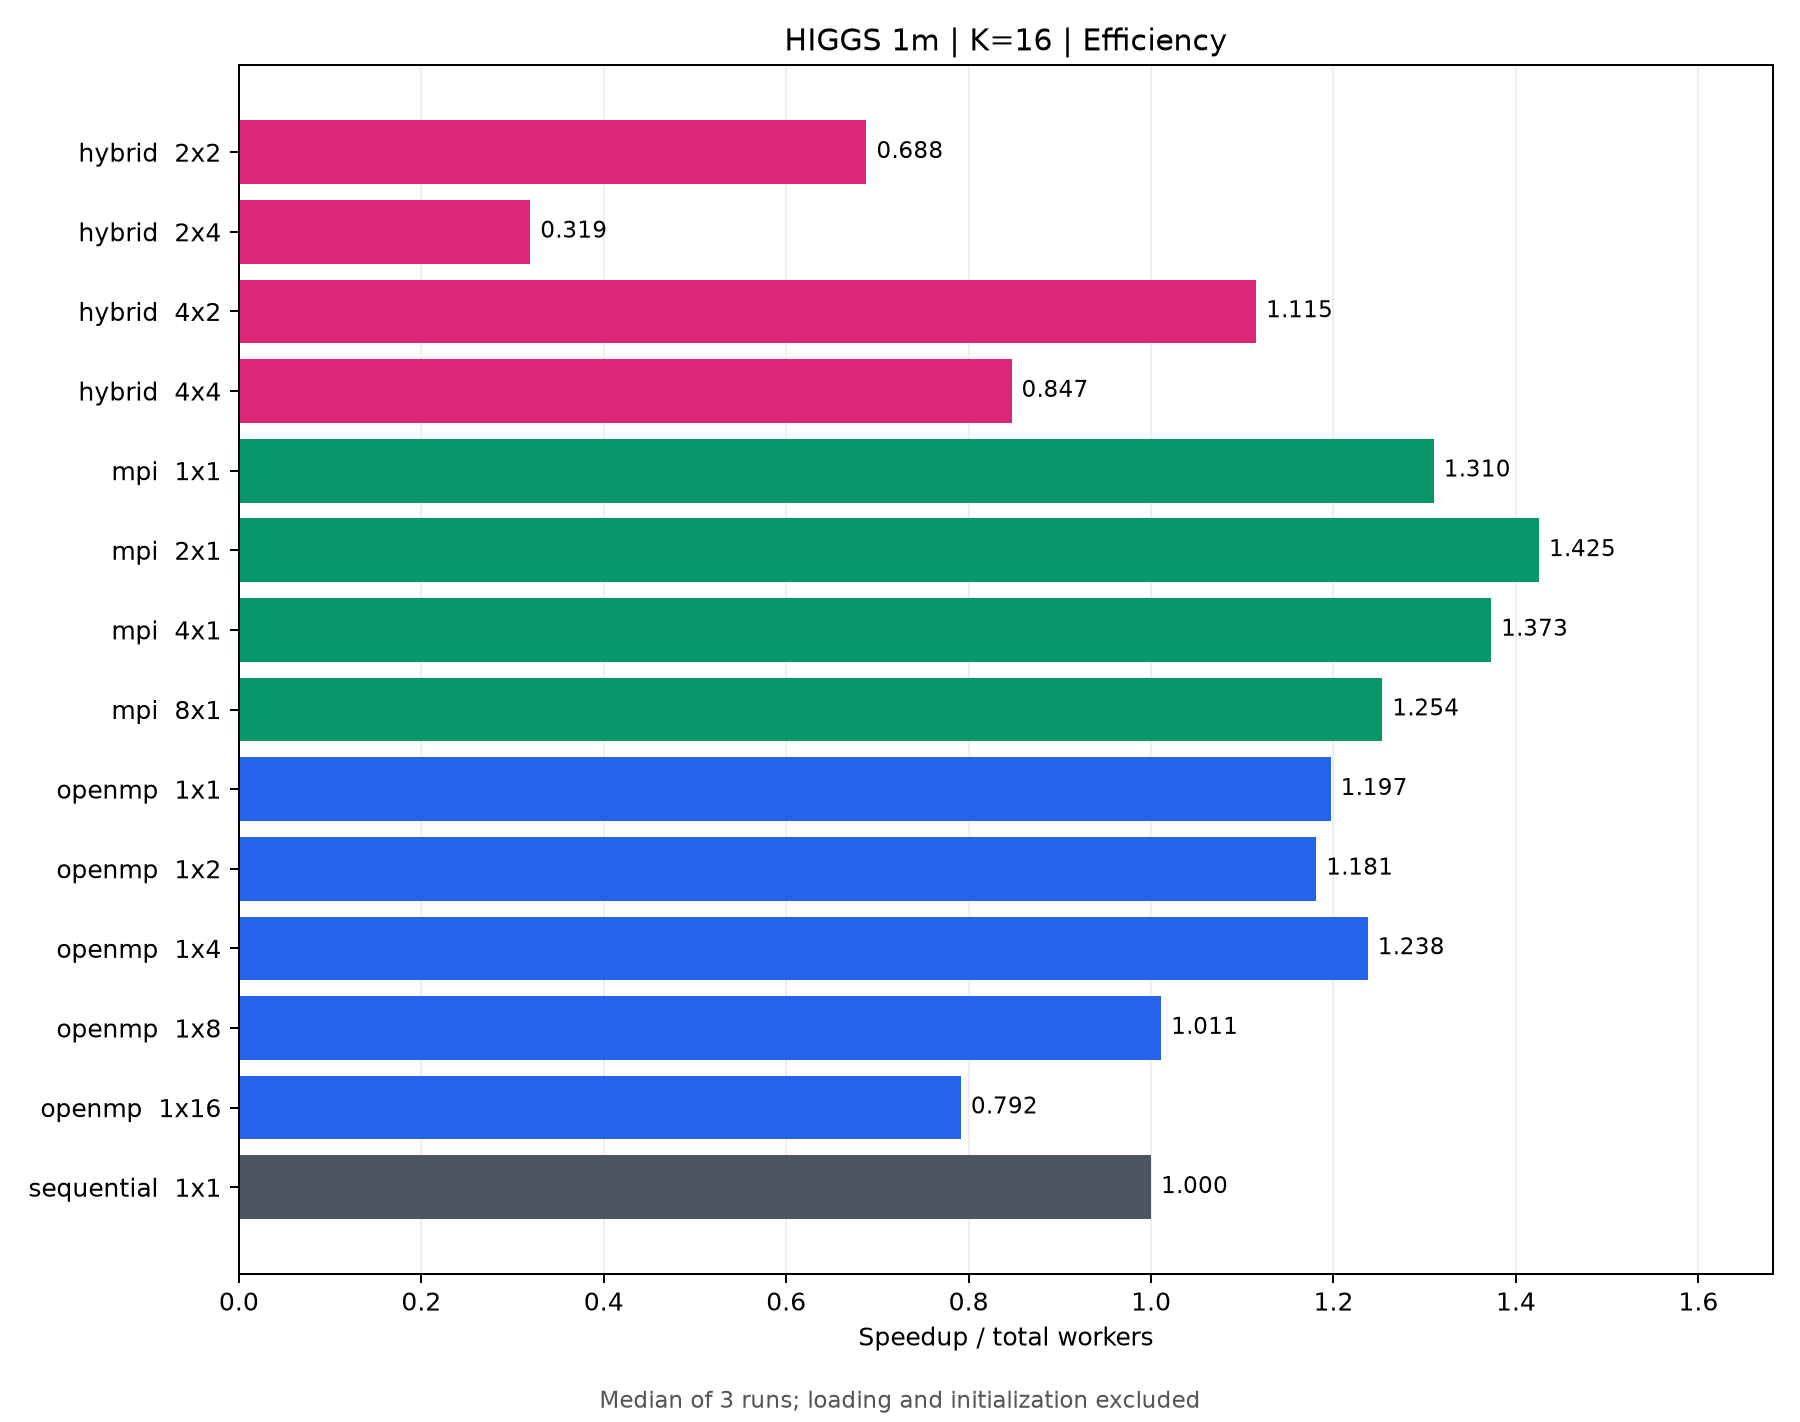 HIGGS 1m | K=16 | Efficiency
hybrid 2x2 0.688
hybrid 2x4 0.319
hybrid 4x2 1.115
hybrid 4x4 0.847
mpi 1x1 1.310
mpi 2x1 1.425
mpi 4x1 1.373
mpi 8x1 1.254
openmp 1x1 1.197
openmp 1x2 1.181
openmp 1x4 1.238
openmp 1x8 1.011
openmp 1x16 0.792
sequential 1x1 1.000
0.0 0.2 0.4 0.6 0.8 1.0 1.2 1.4 1.6
Speedup / total workers
Median of 3 runs; loading and initialization excluded